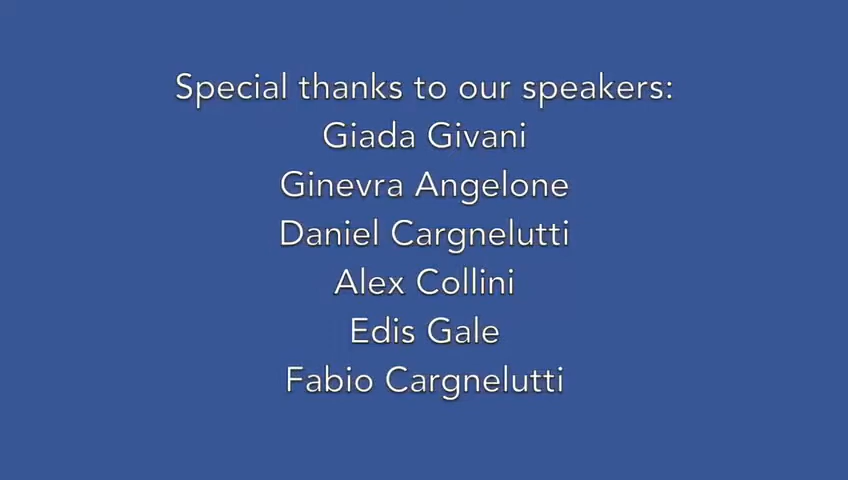 Special thanks to our speakers:
Giada Givani
Ginevra Angelone
Daniel Cargnelutti
Alex Collini
Edis Gale
Fabio Cargnelutti